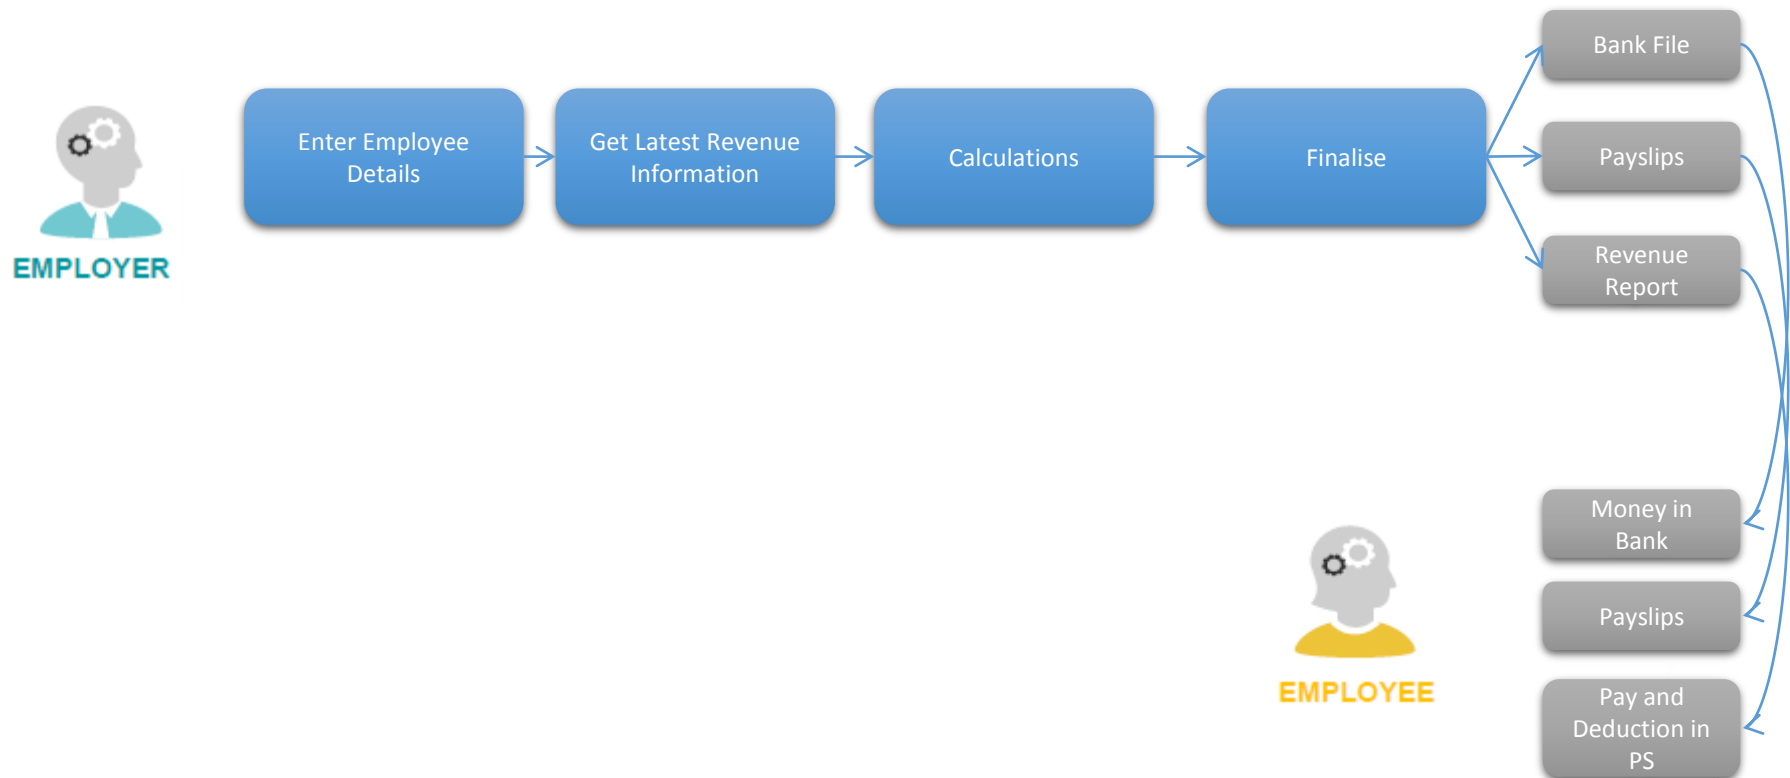 Bank File
Enter Employee
Details
Get Latest Revenue
Information
Calculations
Finalise
Payslips
Revenue
Report
EMPLOYER
Money in
Bank
Payslips
EMPLOYEE
Pay and
Deduction in
PS